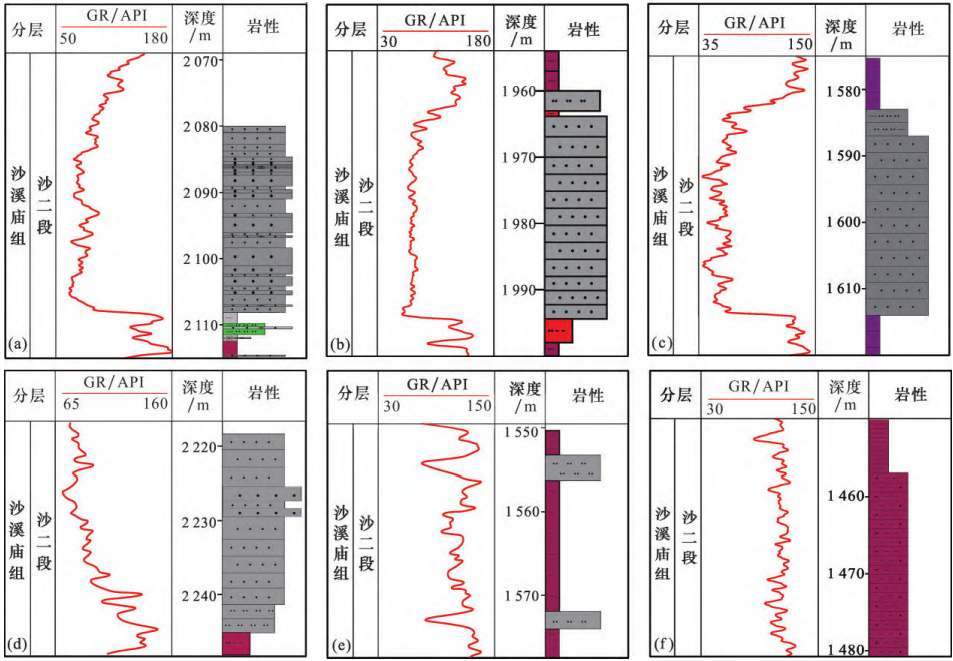 分层 GR/API 50 180 深度/m 岩性
2 070
2 080
2 090
2 100
2 110
沙溪庙组 沙二段
(a)
分层 GR/API 30 180 深度/m 岩性
1 960
1 970
1 980
1 990
沙溪庙组 沙二段
(b)
分层 GR/API 35 150 深度/m 岩性
1 580
1 590
1 600
1 610
沙溪庙组 沙二段
(c)
分层 GR/API 65 160 深度/m 岩性
2 220
2 230
2 240
沙溪庙组 沙二段
(d)
分层 GR/API 30 150 深度/m 岩性
1 550
1 560
1 570
沙溪庙组 沙二段
(e)
分层 GR/API 30 150 深度/m 岩性
1 460
1 470
1 480
沙溪庙组 沙二段
(f)